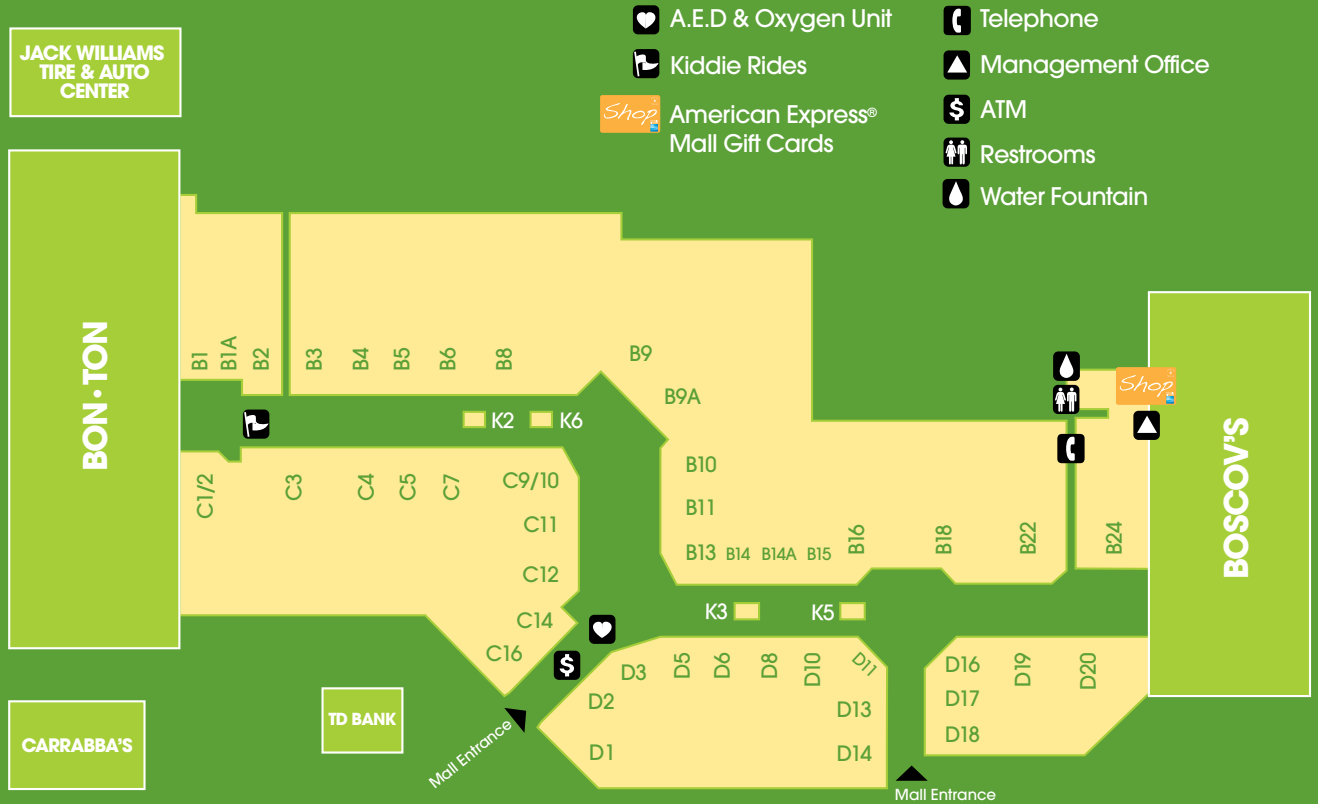 A.E.D & Oxygen Unit
Kiddie Rides
Shop
American Express®
Mall Gift Cards
Telephone
Management Office
$
ATM
Restrooms
Water Fountain
JACK WILLIAMS
TIRE & AUTO
CENTER
BON•TON
BOSCOV'S
B1
B1A
B2
B3
B4
B5
B6
B8
B9
B9A
K2
K6
Shop
C1/2
C3
C4
C5
C7
C9/10
C11
C12
C14
C16
B10
B11
B13
B14
B14A
B15
B16
B18
B22
B24
K3
K5
$
D1
D2
D3
D5
D6
D8
D10
D11
D13
D14
D16
D17
D18
D19
D20
TD BANK
CARRABBA'S
Mall Entrance
Mall Entrance